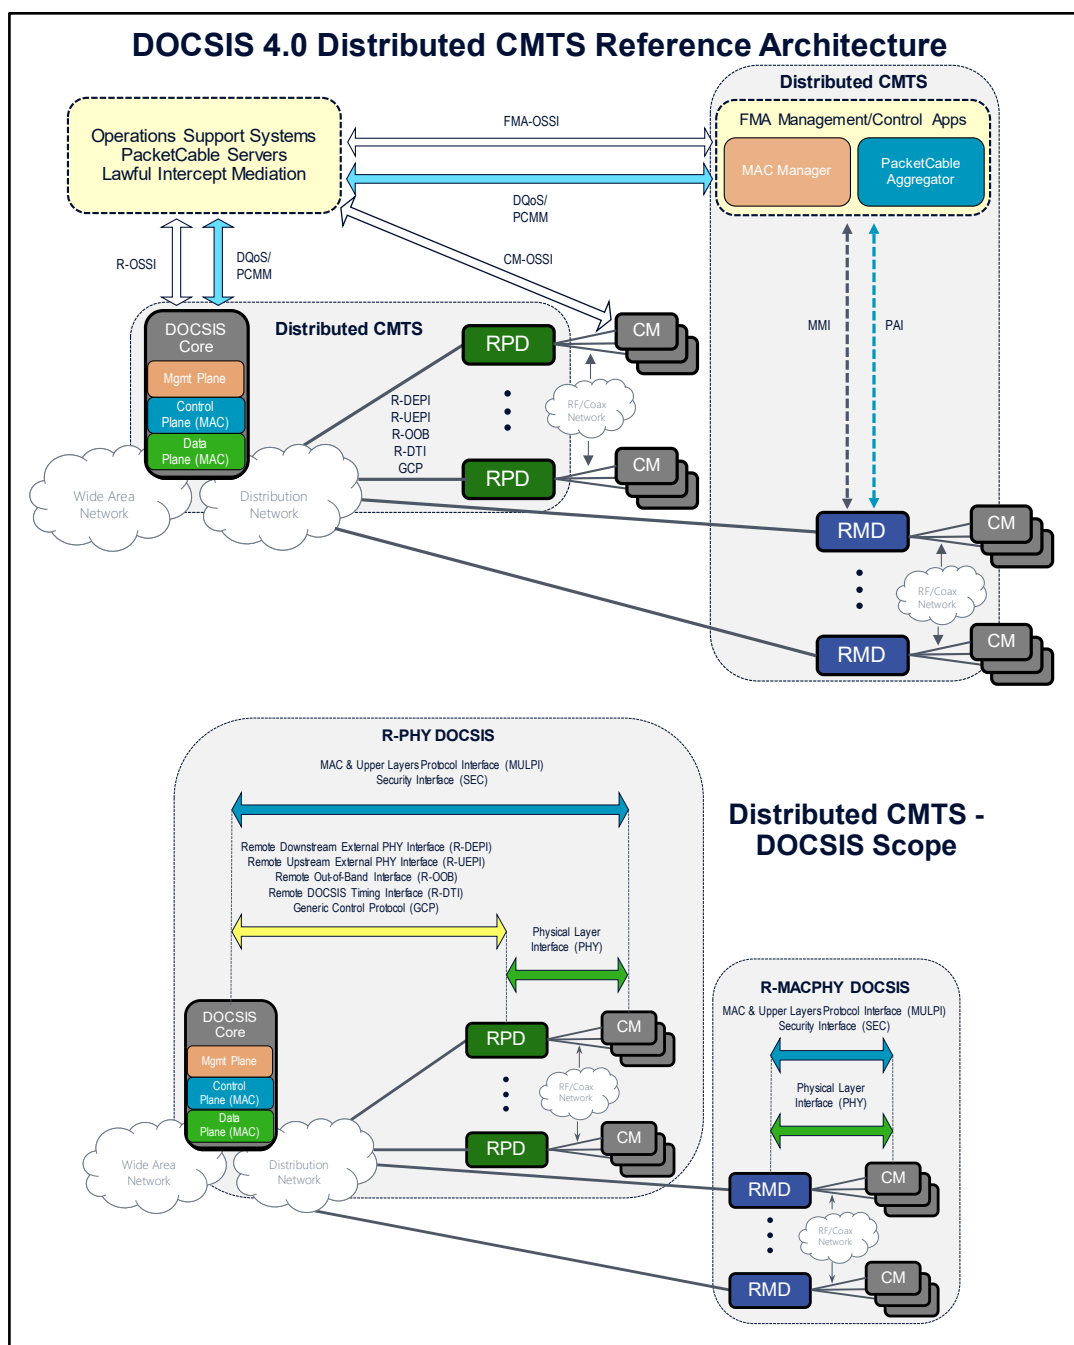 DOCSIS 4.0 Distributed CMTS Reference Architecture
Distributed CMTS
Operations Support Systems
PacketCable Servers
Lawful Intercept Mediation
FMA-OSSI
DQoS/
PCMM
FMA Management/Control Apps
MAC Manager
PacketCable
Aggregator
CM-OSSI
R-OSSI
DQoS/
PCMM
MMI
PAI
DOCSIS
Core
Mgmt Plane
Control
Plane (MAC)
Data
Plane (MAC)
Distributed CMTS
RPD
CM
R-DEPI
R-UEPI
R-OOB
R-DTI
GCP
RF/Coax
Network
RPD
CM
Wide Area
Network
Distribution
Network
RMD
CM
RF/Coax
Network
RMD
CM
R-PHY DOCSIS
MAC & Upper Layers Protocol Interface (MULPI)
Security Interface (SEC)
Distributed CMTS -
DOCSIS Scope
Remote Downstream External PHY Interface (R-DEPI)
Remote Upstream External PHY Interface (R-UEPI)
Remote Out-of-Band Interface (R-OOB)
Remote DOCSIS Timing Interface (R-DTI)
Generic Control Protocol (GCP)
Physical Layer
Interface (PHY)
DOCSIS
Core
Mgmt Plane
Control
Plane (MAC)
Data
Plane (MAC)
RPD
CM
RF/Coax
Network
RPD
CM
Wide Area
Network
Distribution
Network
R-MACPHY DOCSIS
MAC & Upper Layers Protocol Interface (MULPI)
Security Interface (SEC)
Physical Layer
Interface (PHY)
RMD
CM
RF/Coax
Network
RMD
CM